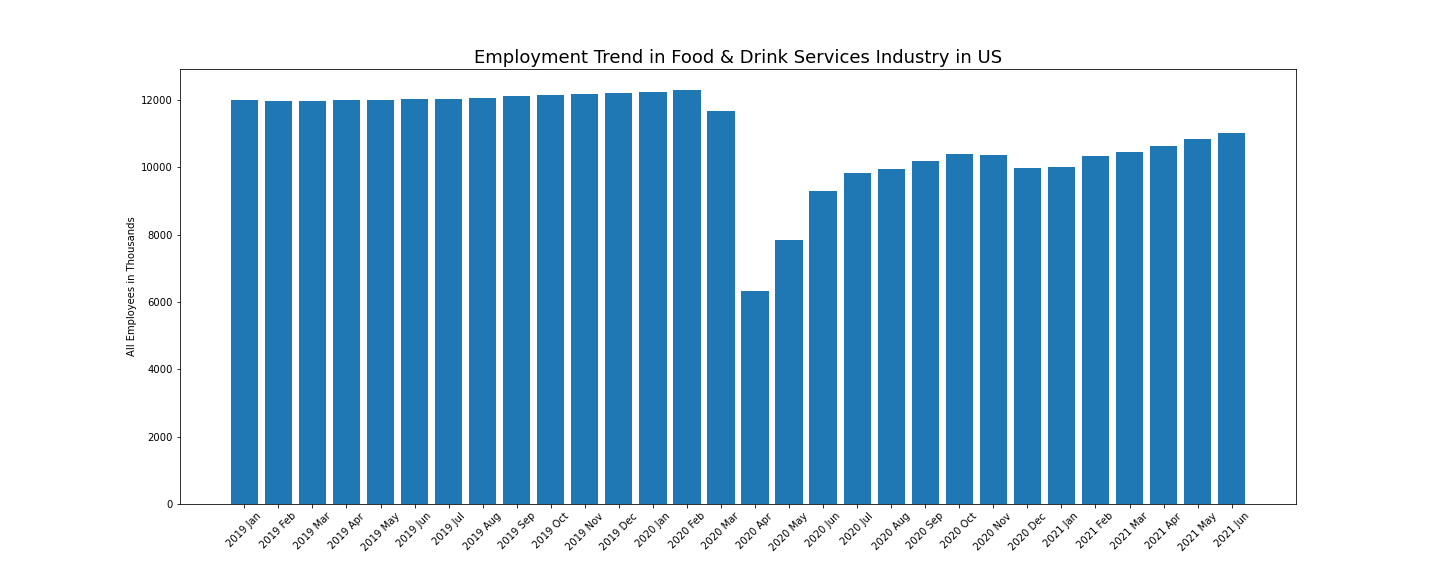 Employment Trend in Food & Drink Services Industry in US
All Employees in Thousands
12000
10000
8000
6000
4000
2000
0
2019 Jan
2019 Feb
2019 Mar
2019 Apr
2019 May
2019 Jun
2019 Jul
2019 Aug
2019 Sep
2019 Oct
2019 Nov
2019 Dec
2020 Jan
2020 Feb
2020 Mar
2020 Apr
2020 May
2020 Jun
2020 Jul
2020 Aug
2020 Sep
2020 Oct
2020 Nov
2020 Dec
2021 Jan
2021 Feb
2021 Mar
2021 Apr
2021 May
2021 Jun